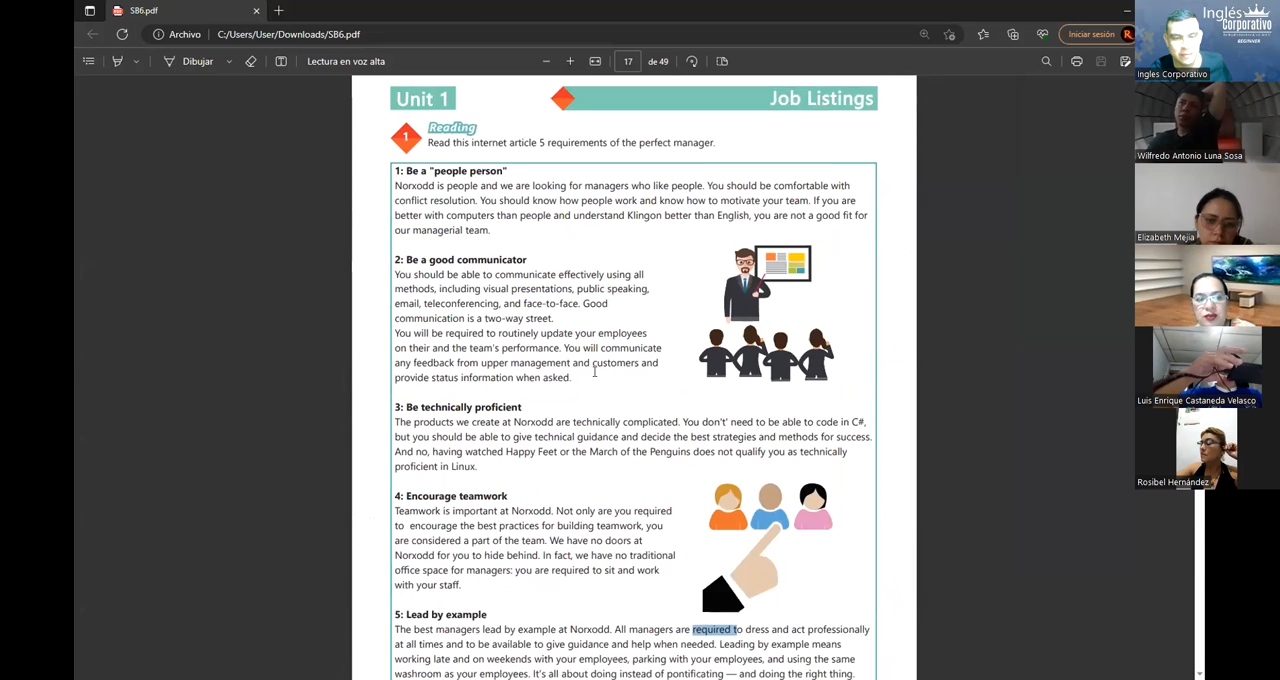 SB6.pdf
Archivo
C:/Users/User/Downloads/SB6.pdf
Iniciar sesión
Dibujar
Lectura en voz alta
17
de 49
Unit 1
Job Listings
1
Reading
Read this internet article 5 requirements of the perfect manager.
1: Be a "people person"
Norxodd is people and we are looking for managers who like people. You should be comfortable with
conflict resolution. You should know how people work and know how to motivate your team. If you are
better with computers than people and understand Klingon better than English, you are not a good fit for
our managerial team.
2: Be a good communicator
You should be able to communicate effectively using all
methods, including visual presentations, public speaking,
email, teleconferencing, and face-to-face. Good
communication is a two-way street.
You will be required to routinely update your employees
on their and the team's performance. You will communicate
any feedback from upper management and customers and
provide status information when asked.
3: Be technically proficient
The products we create at Norxodd are technically complicated. You don't' need to be able to code in C#,
but you should be able to give technical guidance and decide the best strategies and methods for success.
And no, having watched Happy Feet or the March of the Penguins does not qualify you as technically
proficient in Linux.
4: Encourage teamwork
Teamwork is important at Norxodd. Not only are you required
to encourage the best practices for building teamwork, you
are considered a part of the team. We have no doors at
Norxodd for you to hide behind. In fact, we have no traditional
office space for managers: you are required to sit and work
with your staff.
5: Lead by example
The best managers lead by example at Norxodd. All managers are required to dress and act professionally
at all times and to be available to give guidance and help when needed. Leading by example means
working late and on weekends with your employees, parking with your employees, and using the same
washroom as your employees. It's all about doing instead of pontificating — and doing the right thing.
Inglés
Corporativo
BEGINNER
Ingles Corporativo
Wilfredo Antonio Luna Sosa
Elizabeth Mejia
Luis Enrique Castaneda Velasco
Rosibel Hernández